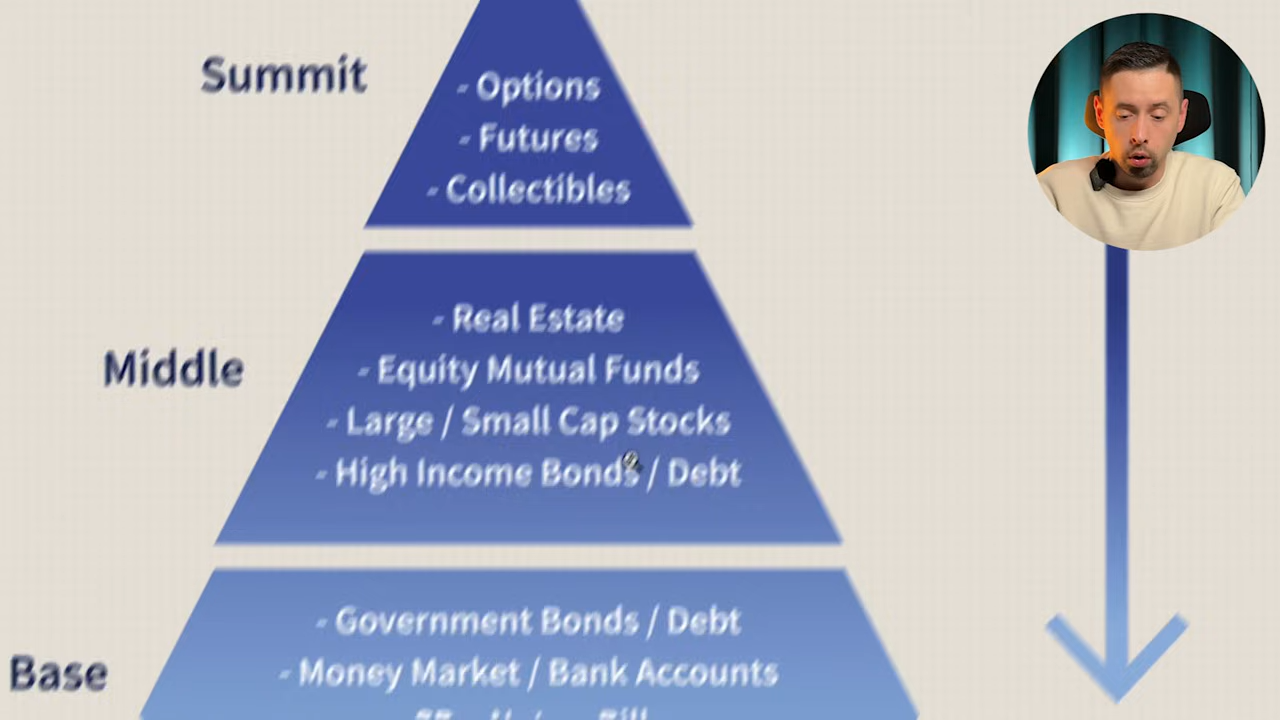 Summit
- Options
- Futures
- Collectibles
Middle
- Real Estate
- Equity Mutual Funds
- Large / Small Cap Stocks
- High Income Bonds / Debt
Base
- Government Bonds / Debt
- Money Market / Bank Accounts